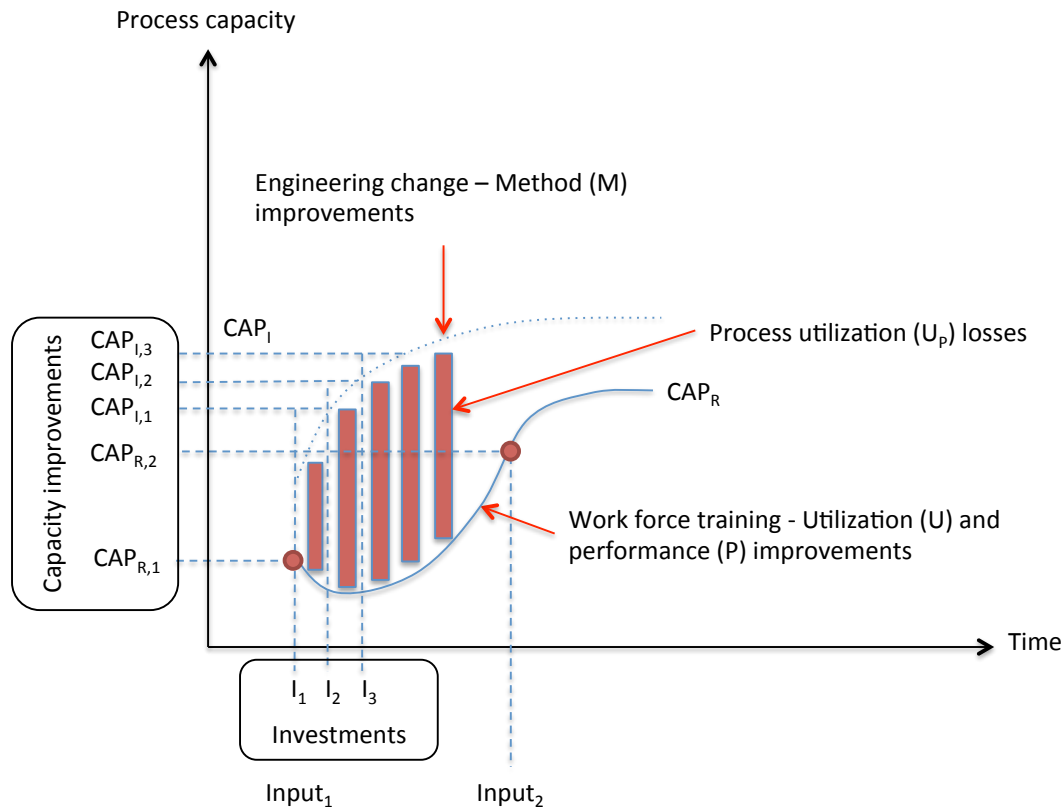 Process capacity
Engineering change – Method (M)
improvements
CAP_I
Process utilization (U_P) losses
CAP_I,3
CAP_I,2
CAP_I,1
CAP_R
CAP_R,2
Work force training - Utilization (U) and
performance (P) improvements
CAP_R,1
Capacity improvements
Time
I_1 I_2 I_3
Investments
Input_1 Input_2